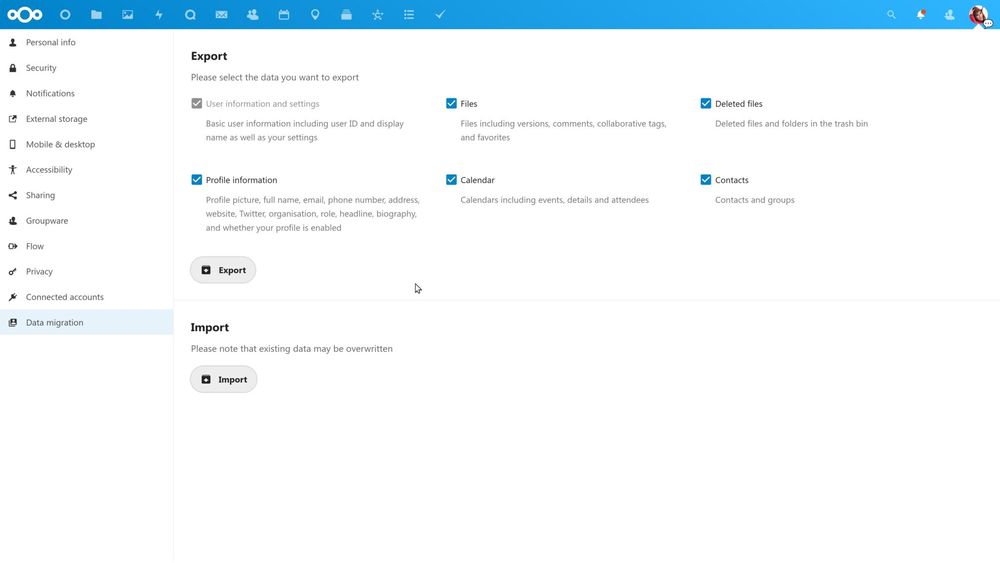 Personal info
Security
Notifications
External storage
Mobile & desktop
Accessibility
Sharing
Groupware
Flow
Privacy
Connected accounts
Data migration
Export
Please select the data you want to export
User information and settings
Basic user information including user ID and display
name as well as your settings
Files
Files including versions, comments, collaborative tags,
and favorites
Deleted files
Deleted files and folders in the trash bin
Profile information
Profile picture, full name, email, phone number, address,
website, Twitter, organisation, role, headline, biography,
and whether your profile is enabled
Calendar
Calendars including events, details and attendees
Contacts
Contacts and groups
Export
Import
Please note that existing data may be overwritten
Import